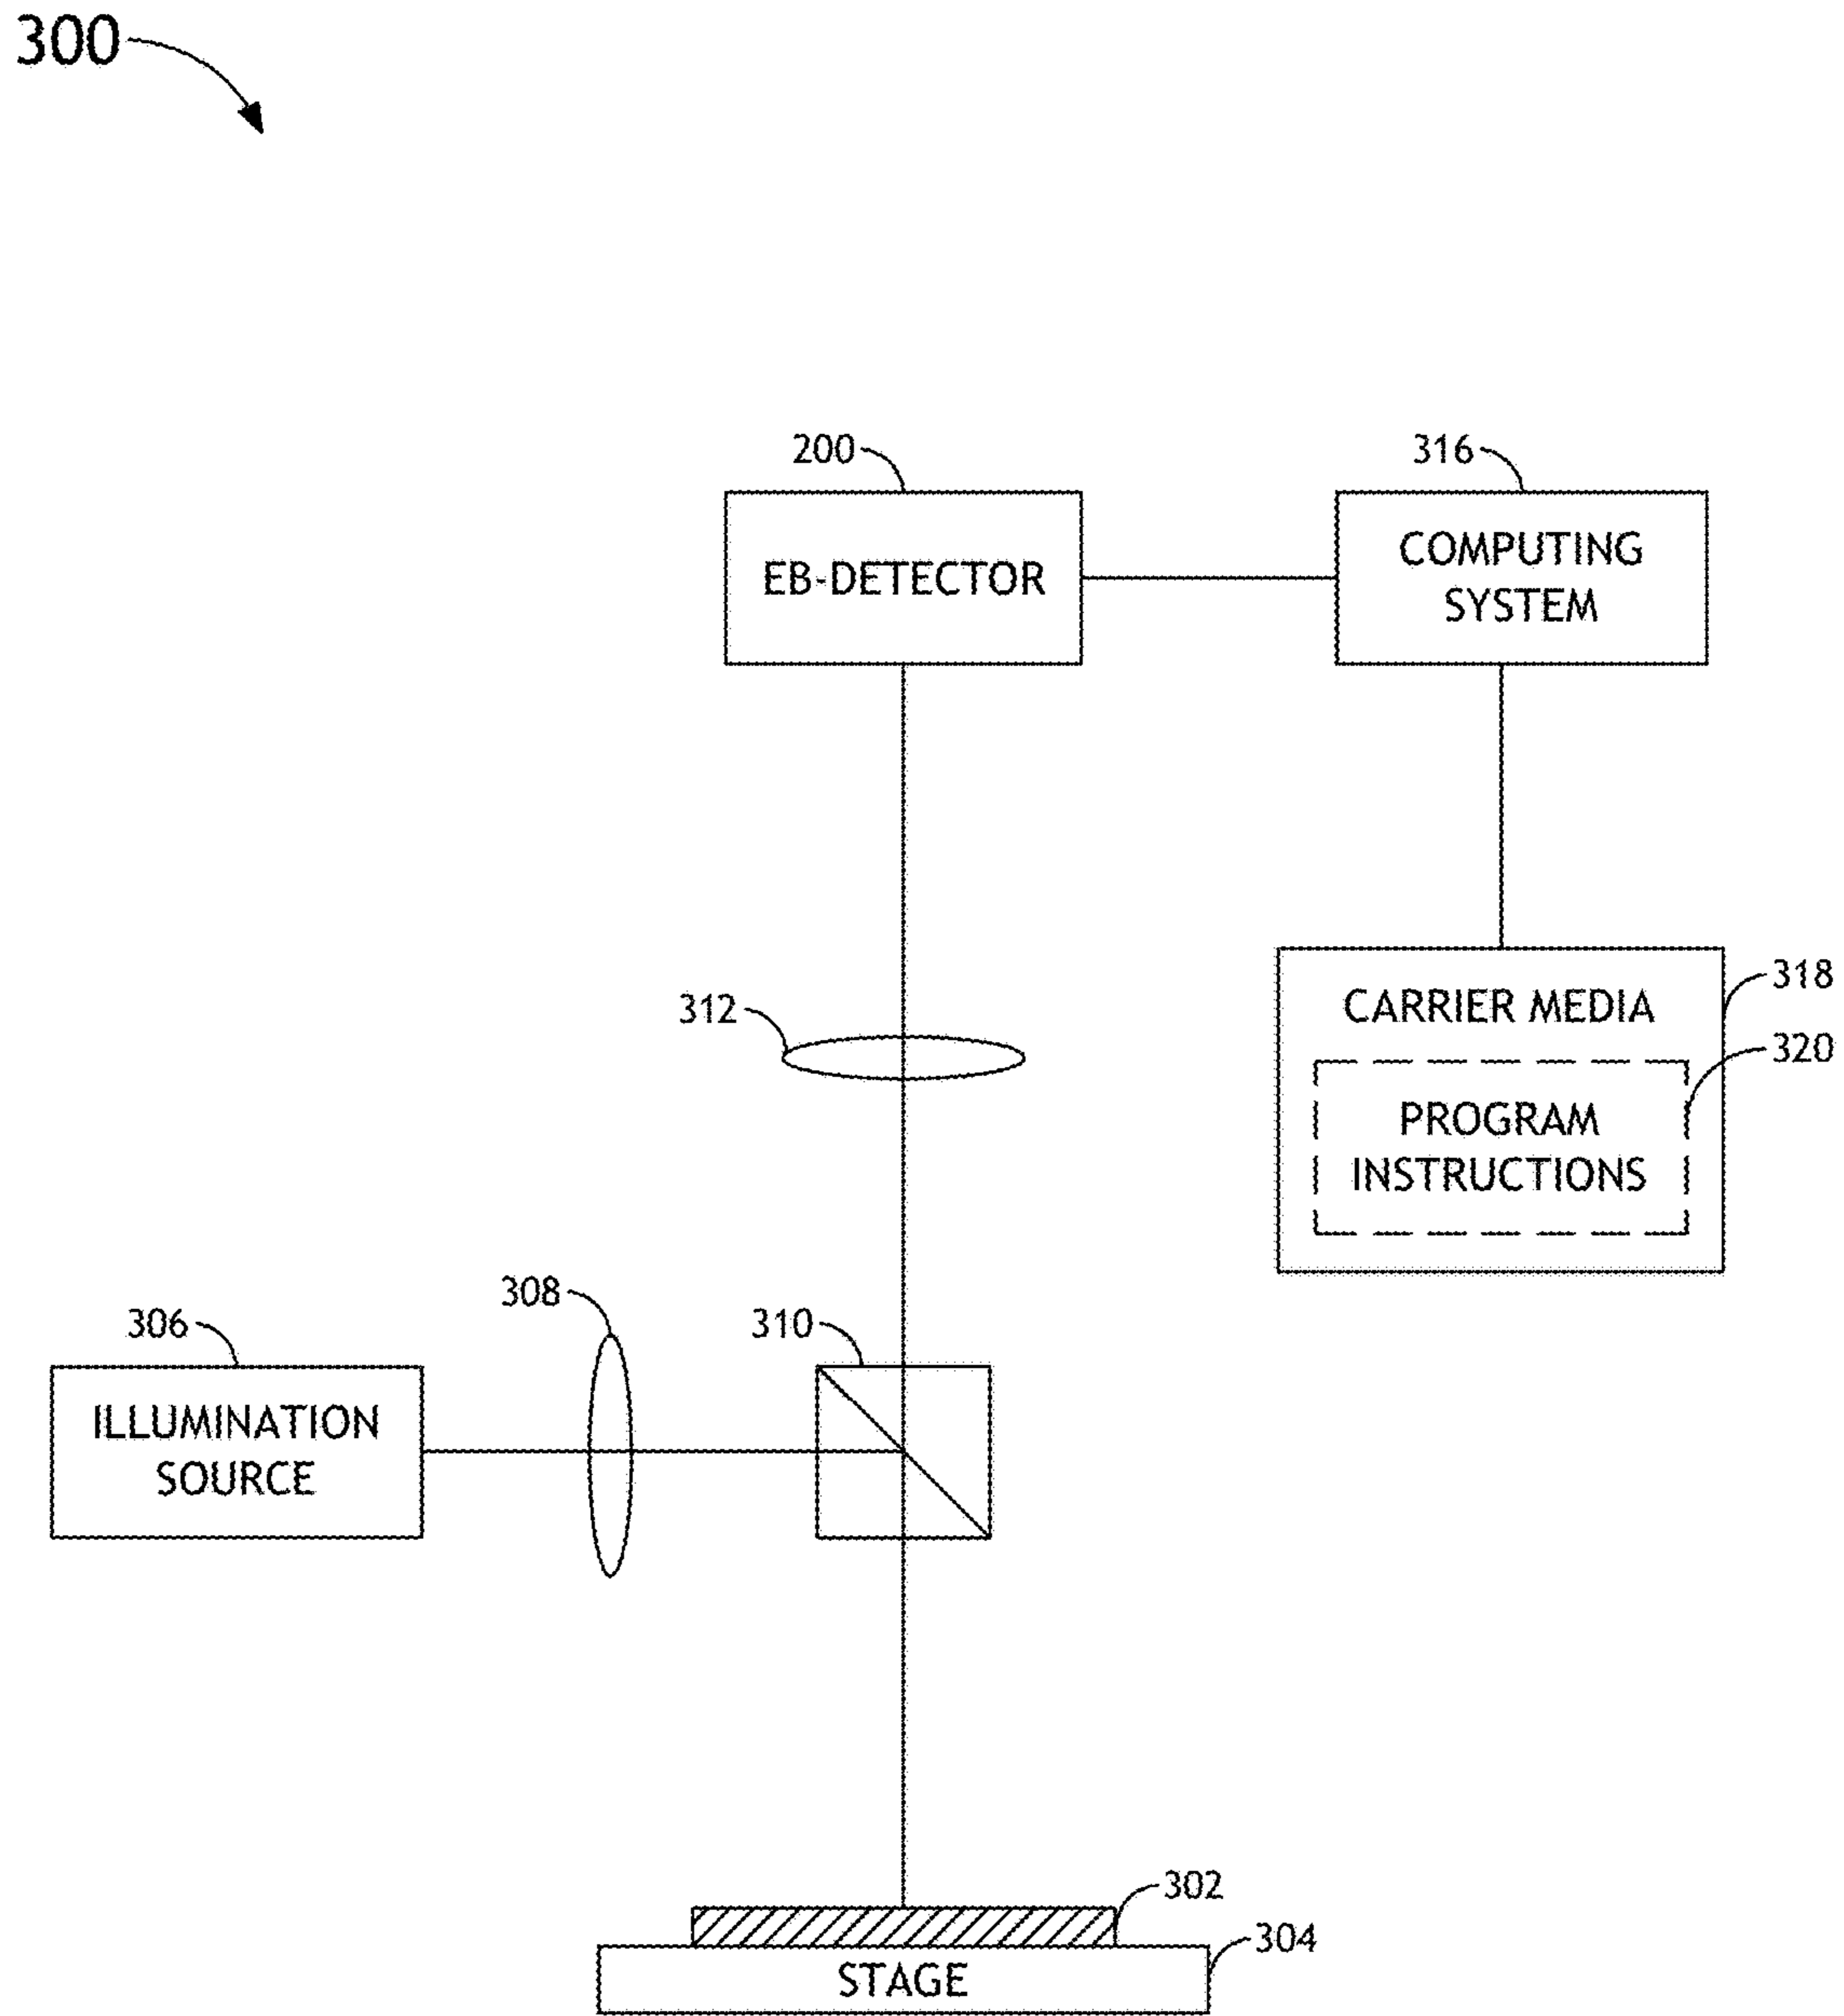 300
200
316
EB-DETECTOR
COMPUTING
SYSTEM
312
318
CARRIER MEDIA
320
PROGRAM
INSTRUCTIONS
308
306
310
ILLUMINATION
SOURCE
302
304
STAGE